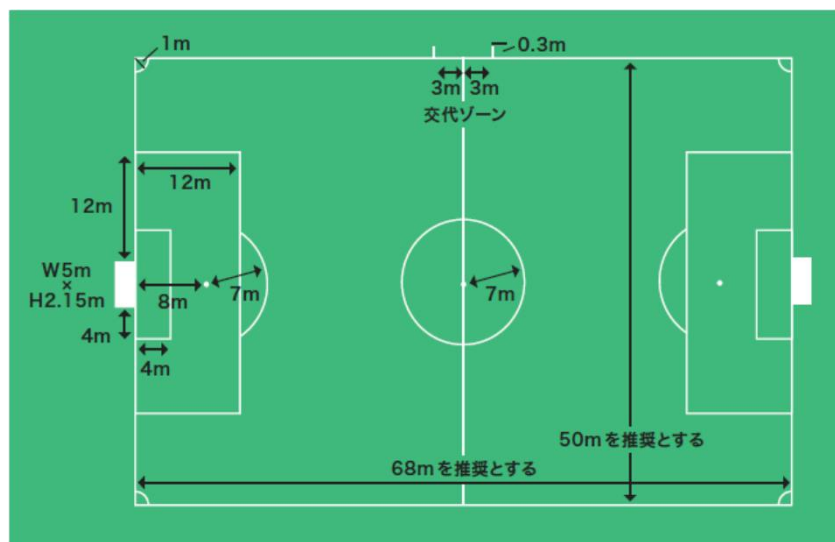 1m
0.3m
3m 3m
交代ゾーン
12m
12m
W5m
×
H2.15m
8m
7m
7m
4m
4m
50mを推奨とする
68mを推奨とする